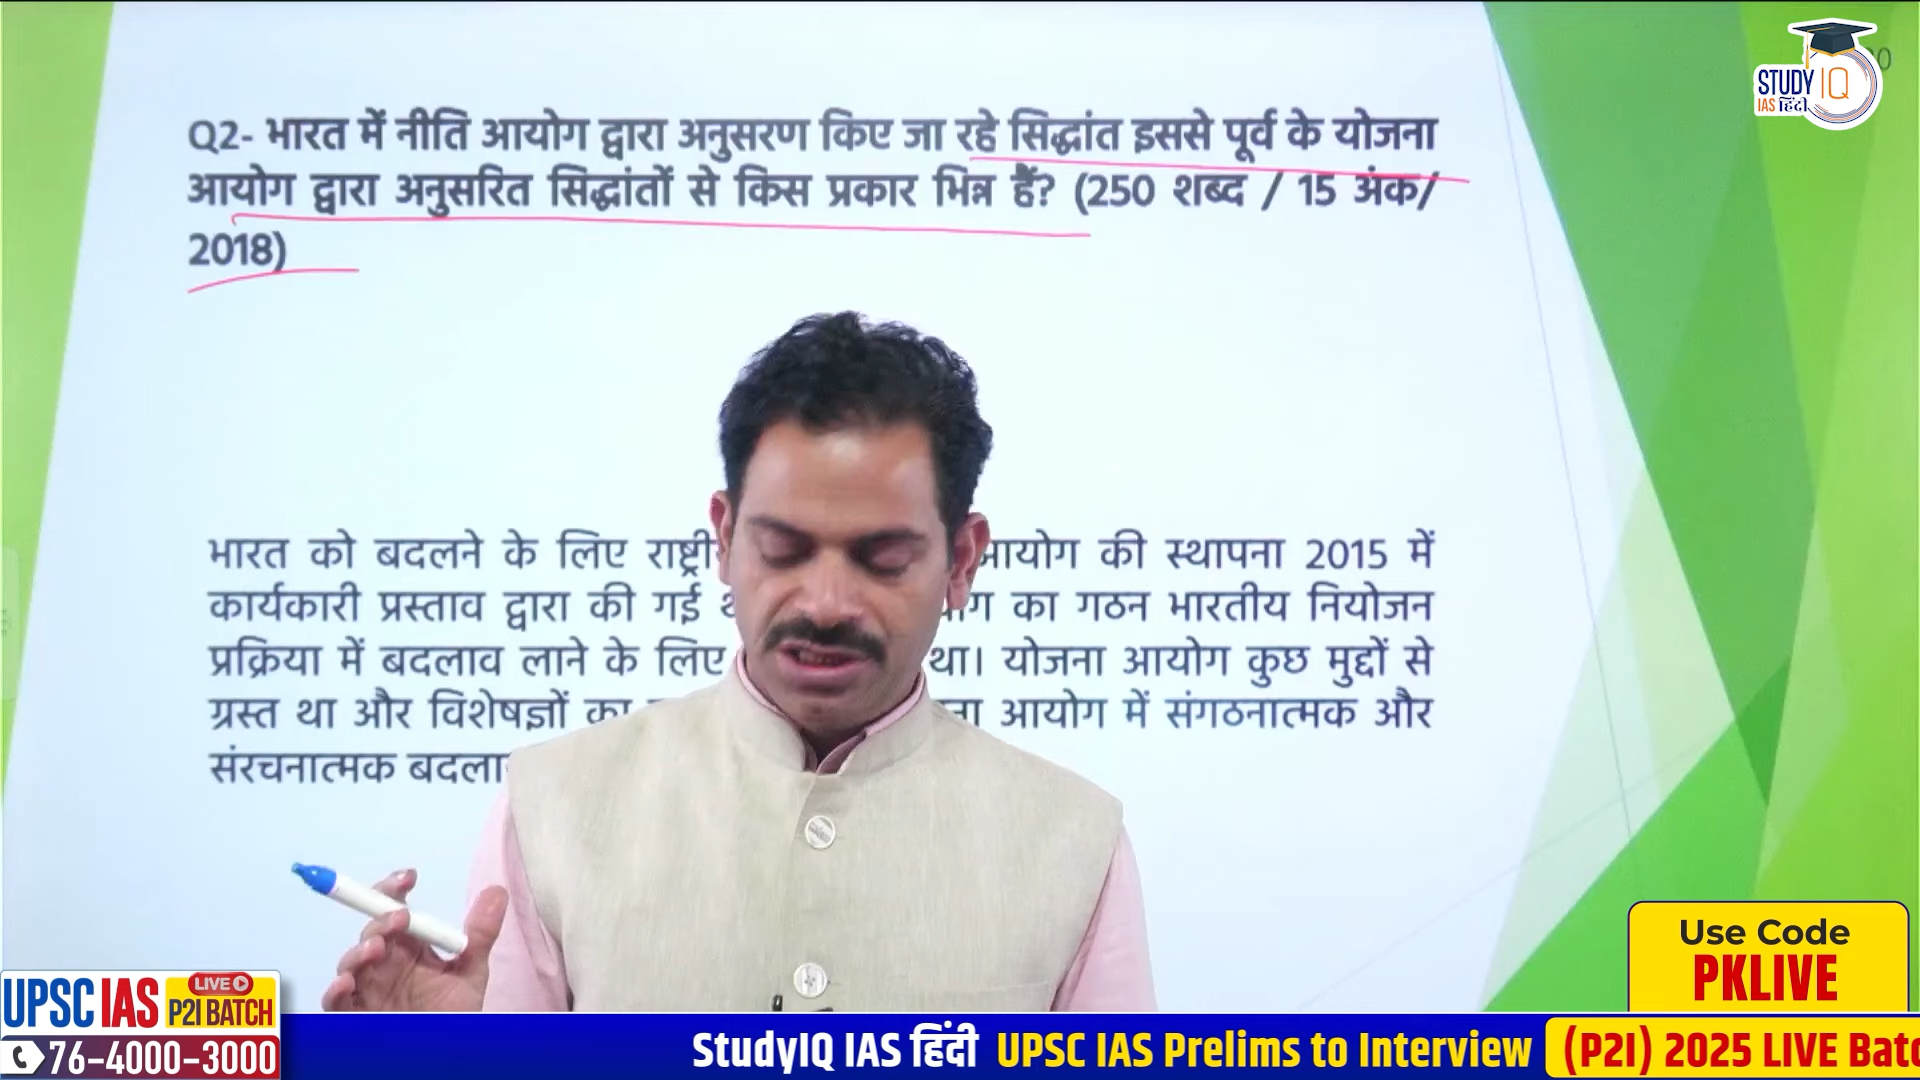 Q2- भारत में नीति आयोग द्वारा अनुसरण किए जा रहे सिद्धांत इससे पूर्व के योजना
आयोग द्वारा अनुसरित सिद्धांतों से किस प्रकार भिन्न हैं? (250 शब्द / 15 अंक/
2018)
STUDY IQ
IAS हिंदी
भारत को बदलने के लिए राष्ट्री आयोग की स्थापना 2015 में
कार्यकारी प्रस्ताव द्वारा की गई का गठन भारतीय नियोजन
प्रक्रिया में बदलाव लाने के लिए था। योजना आयोग कुछ मुद्दों से
ग्रस्त था और विशेषज्ञों का आयोग में संगठनात्मक और
संरचनात्मक बदला
Use Code
PKLIVE
UPSC IAS LIVE P2I BATCH
76-4000-3000
StudyIQ IAS हिंदी UPSC IAS Prelims to Interview (P2I) 2025 LIVE Batc